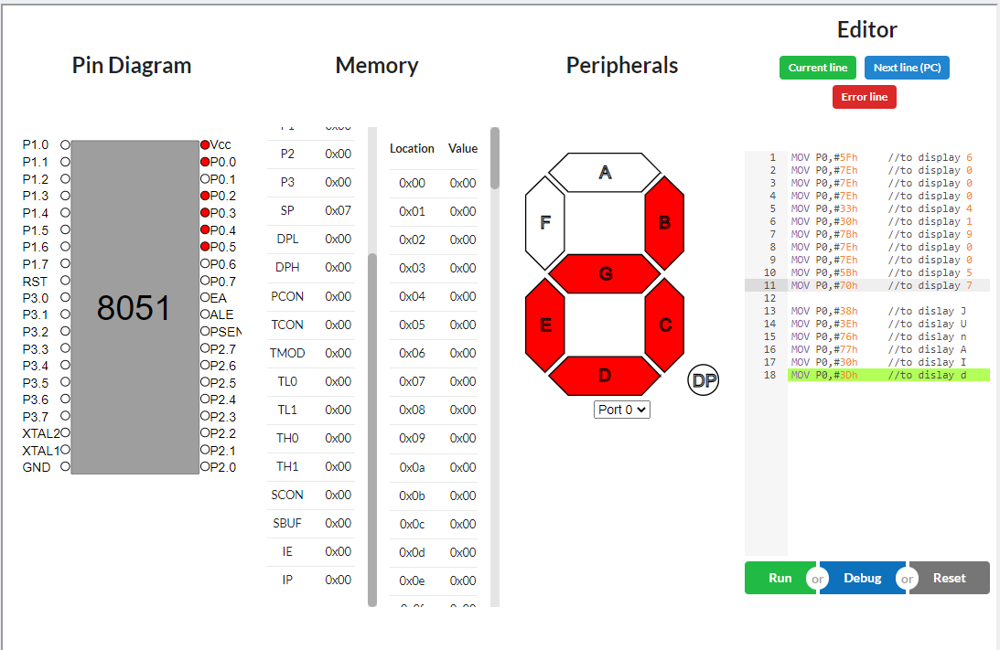 Editor
Pin Diagram
Memory
Peripherals
Current line
Next line (PC)
Error line
P1.0
P1.1
P1.2
P1.3
P1.4
P1.5
P1.6
P1.7
RST
P3.0
P3.1
P3.2
P3.3
P3.4
P3.5
P3.6
P3.7
XTAL2
XTAL1
GND
8051
Vcc
P0.0
P0.1
P0.2
P0.3
P0.4
P0.5
P0.6
P0.7
EA
ALE
PSEN
P2.7
P2.6
P2.5
P2.4
P2.3
P2.2
P2.1
P2.0
P2 0x00
P3 0x00
SP 0x07
DPL 0x00
DPH 0x00
PCON 0x00
TCON 0x00
TMOD 0x00
TL0 0x00
TL1 0x00
TH0 0x00
TH1 0x00
SCON 0x00
SBUF 0x00
IE 0x00
IP 0x00
Location Value
0x00 0x00
0x01 0x00
0x02 0x00
0x03 0x00
0x04 0x00
0x05 0x00
0x06 0x00
0x07 0x00
0x08 0x00
0x09 0x00
0x0a 0x00
0x0b 0x00
0x0c 0x00
0x0d 0x00
0x0e 0x00
A
F B
G
E C
D
DP
Port 0
1 MOV P0,#5Fh //to display 6
2 MOV P0,#7Eh //to display 0
3 MOV P0,#7Eh //to display 0
4 MOV P0,#7Eh //to display 0
5 MOV P0,#33h //to display 4
6 MOV P0,#30h //to display 1
7 MOV P0,#7Bh //to display 9
8 MOV P0,#7Eh //to display 0
9 MOV P0,#7Eh //to display 0
10 MOV P0,#5Bh //to display 5
11 MOV P0,#70h //to display 7
12
13 MOV P0,#38h //to dislay J
14 MOV P0,#3Eh //to dislay U
15 MOV P0,#76h //to dislay n
16 MOV P0,#77h //to dislay A
17 MOV P0,#30h //to dislay I
18 MOV P0,#3Dh //to dislay d
Run or Debug or Reset